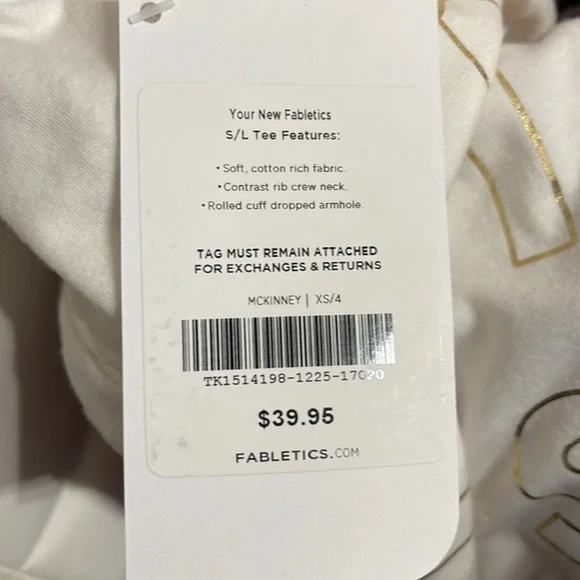 Your New Fabletics
S/L Tee Features:
• Soft, cotton rich fabric.
• Contrast rib crew neck.
• Rolled cuff dropped armhole.
TAG MUST REMAIN ATTACHED
FOR EXCHANGES & RETURNS
MCKINNEY | XS/4
TK1514198-1225-17020
$39.95
FABLETICS.COM